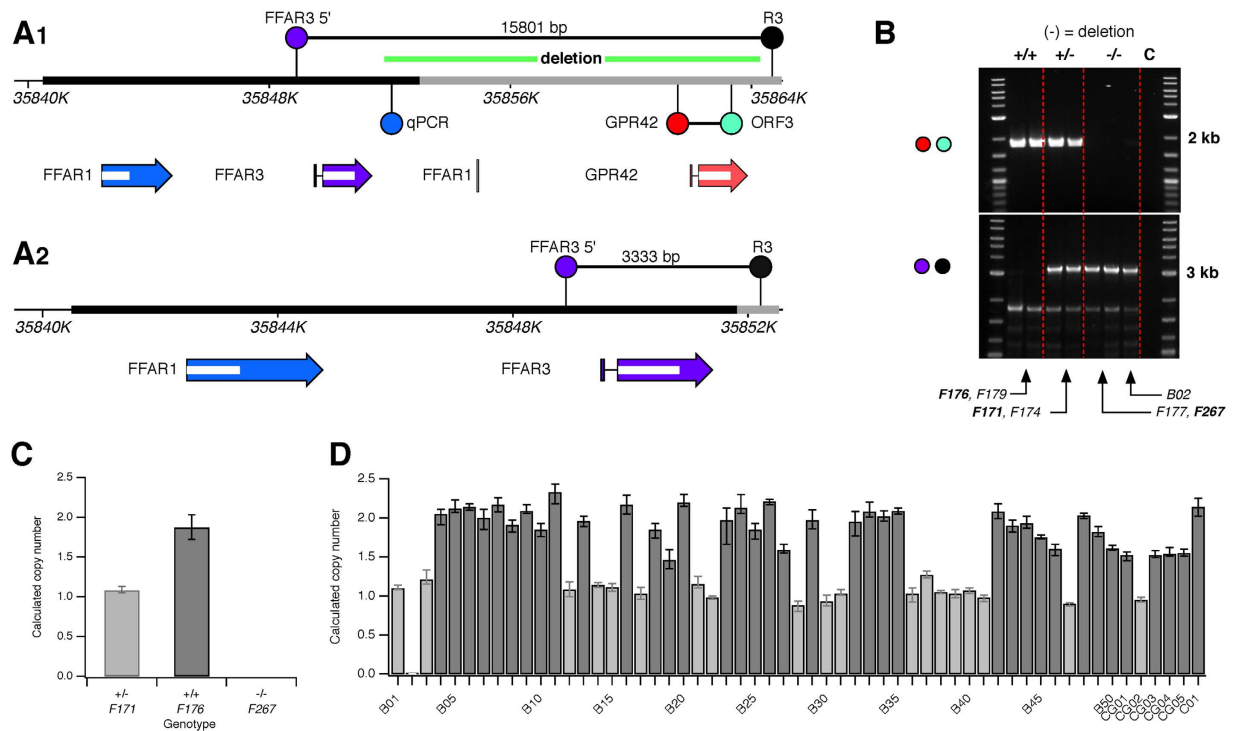 A1
FFAR3 5'
15801 bp
R3
deletion
35840K
35848K
35856K
35864K
qPCR
GPR42
ORF3
FFAR1
FFAR3
FFAR1
GPR42
A2
FFAR3 5'
3333 bp
R3
35840K
35844K
35848K
35852K
FFAR1
FFAR3
B
(-) = deletion
+/+
+/-
-/-
C
2 kb
3 kb
F176, F179
F171, F174
B02
F177, F267
C
Calculated copy number
2.5
2.0
1.5
1.0
0.5
0.0
+/-
+/+
-/-
F171
F176
F267
Genotype
D
Calculated copy number
2.5
2.0
1.5
1.0
0.5
0.0
B01
B05
B10
B15
B20
B25
B30
B35
B40
B45
B50
CG01
CG02
CG03
CG04
CG05
C01